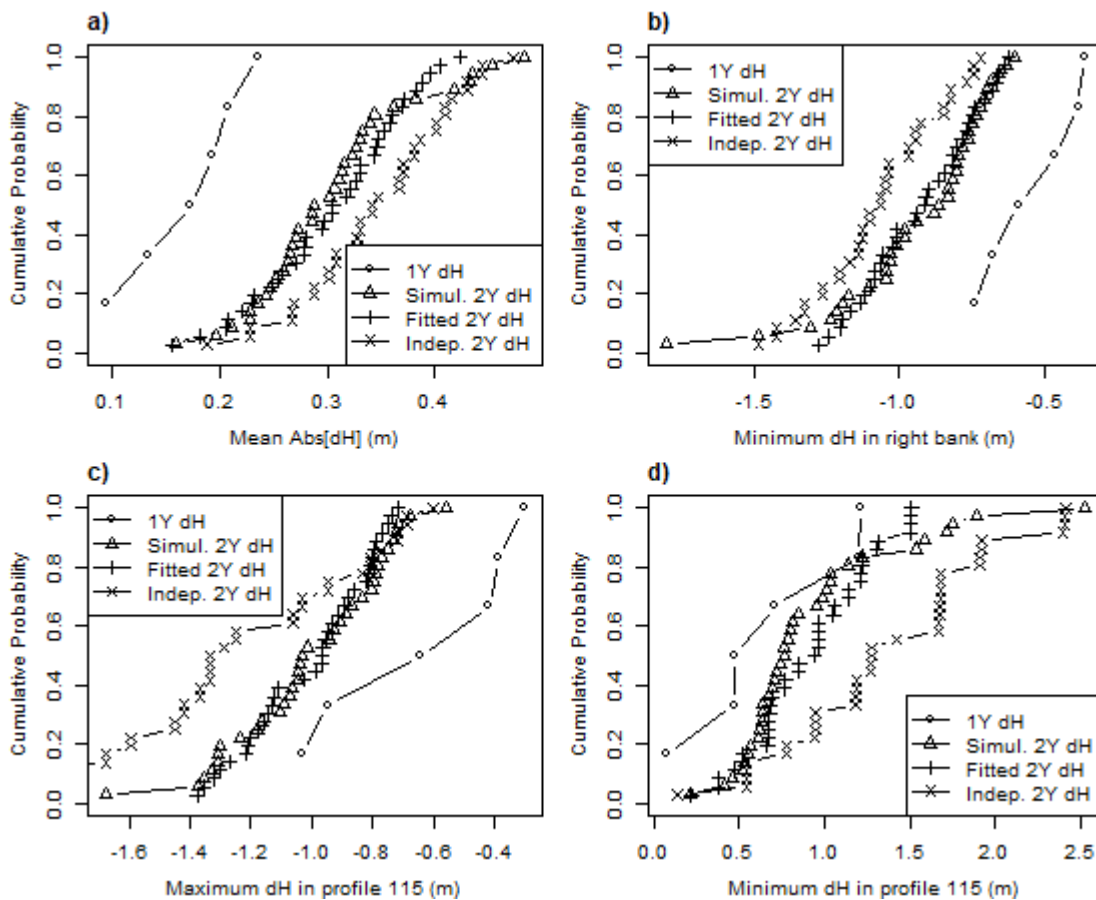 a)
Cumulative Probability
1.0
0.8
0.6
0.4
0.2
0.0
1Y dH
Simul. 2Y dH
Fitted 2Y dH
Indep. 2Y dH
0.1 0.2 0.3 0.4
Mean Abs[dH] (m)
b)
Cumulative Probability
1.0
0.8
0.6
0.4
0.2
0.0
1Y dH
Simul. 2Y dH
Fitted 2Y dH
Indep. 2Y dH
-1.5 -1.0 -0.5
Minimum dH in right bank (m)
c)
Cumulative Probability
1.0
0.8
0.6
0.4
0.2
0.0
1Y dH
Simul. 2Y dH
Fitted 2Y dH
Indep. 2Y dH
-1.6 -1.4 -1.2 -1.0 -0.8 -0.6 -0.4
Maximum dH in profile 115 (m)
d)
Cumulative Probability
1.0
0.8
0.6
0.4
0.2
0.0
1Y dH
Simul. 2Y dH
Fitted 2Y dH
Indep. 2Y dH
0.0 0.5 1.0 1.5 2.0 2.5
Minimum dH in profile 115 (m)